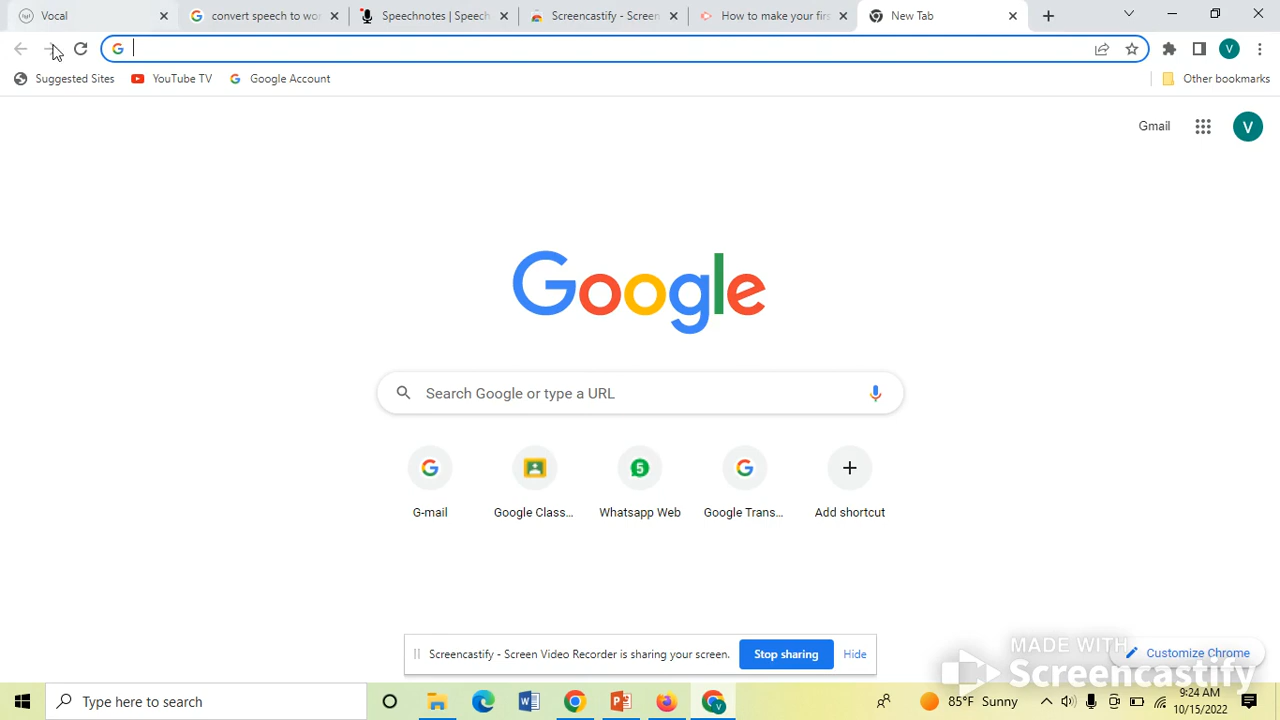 Vocal
convert speech to wo
Speechnotes | Speech
Screencastify - Screen
How to make your firs
New Tab
Suggested Sites
YouTube TV
Google Account
Other bookmarks
V
Gmail
V
Google
Search Google or type a URL
5
G-mail
Google Class...
Whatsapp Web
Google Trans...
Add shortcut
Screencastify - Screen Video Recorder is sharing your screen.
Stop sharing
Hide
MADE WITH
Screencastify
Customize Chrome
Type here to search
85°F Sunny
9:24 AM
10/15/2022